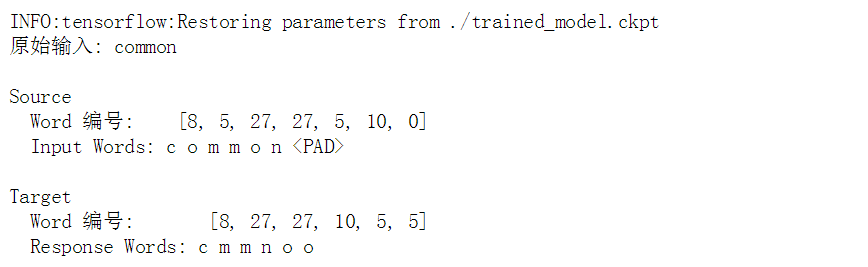 INFO:tensorflow:Restoring parameters from ./trained_model.ckpt
原始输入: common
Source
Word 编号: [8, 5, 27, 27, 5, 10, 0]
Input Words: c o m m o n <PAD>
Target
Word 编号: [8, 27, 27, 10, 5, 5]
Response Words: c m m n o o